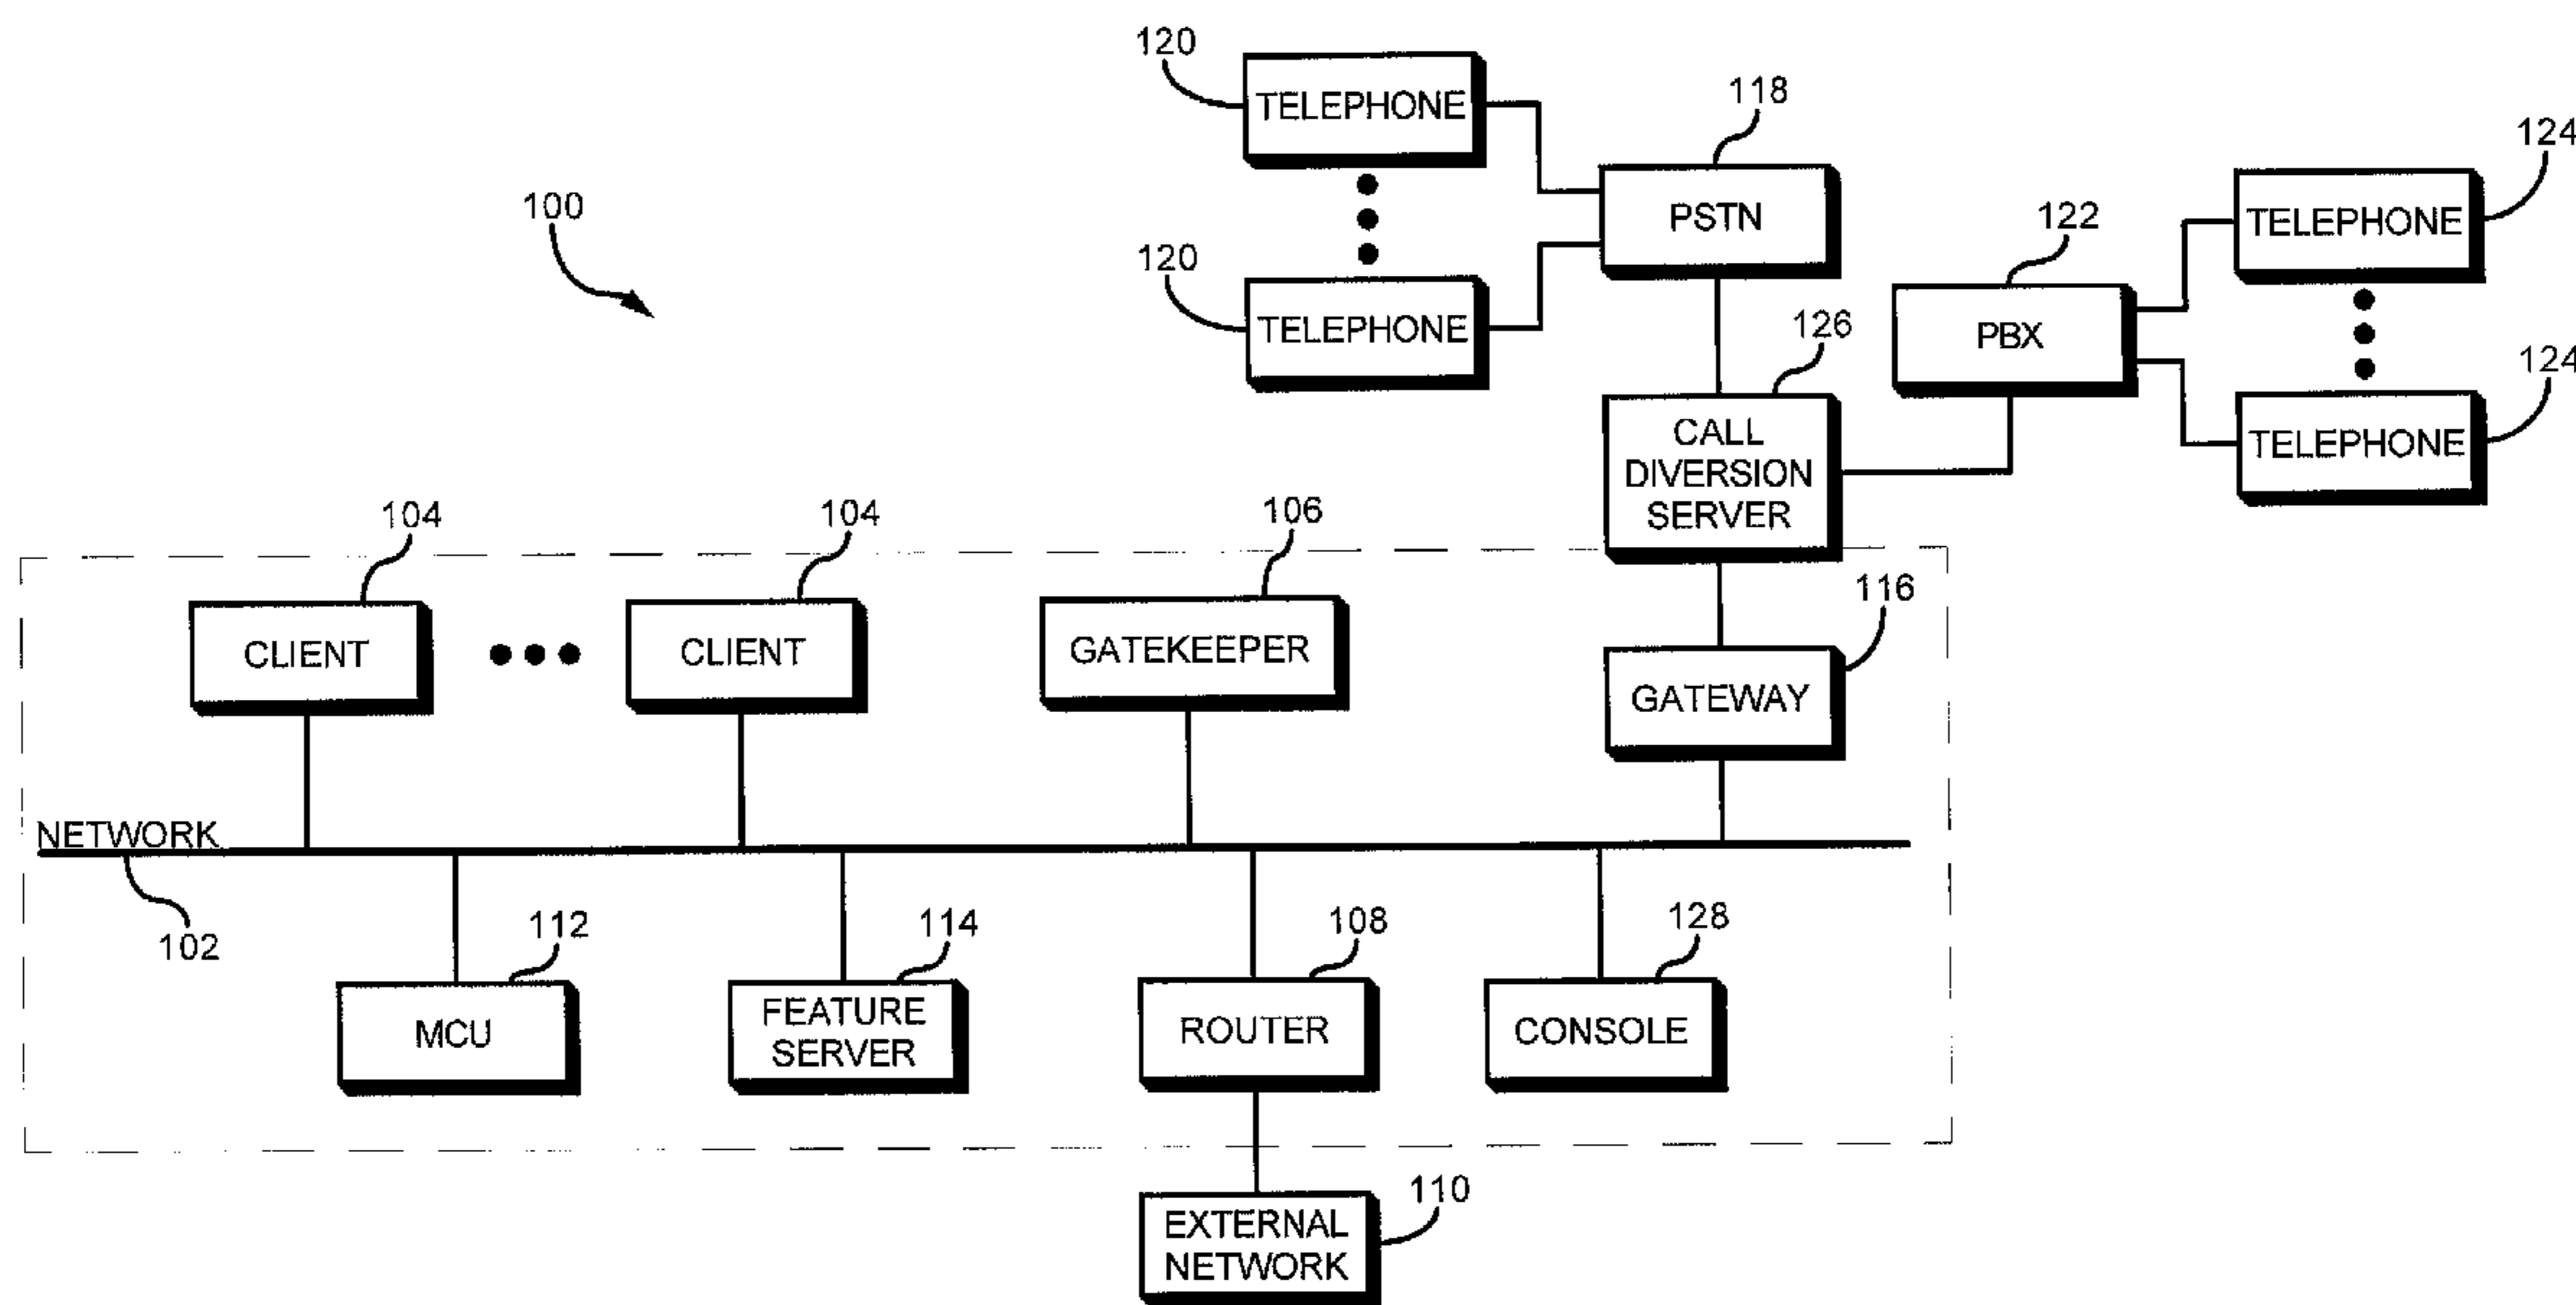 120
TELEPHONE
118
124
100
PSTN
TELEPHONE
122
120
TELEPHONE
126
PBX
124
CALL
DIVERSION
SERVER
TELEPHONE
104
104
106
116
CLIENT
CLIENT
GATEKEEPER
GATEWAY
NETWORK
102
112
114
108
128
MCU
FEATURE
SERVER
ROUTER
CONSOLE
110
EXTERNAL
NETWORK